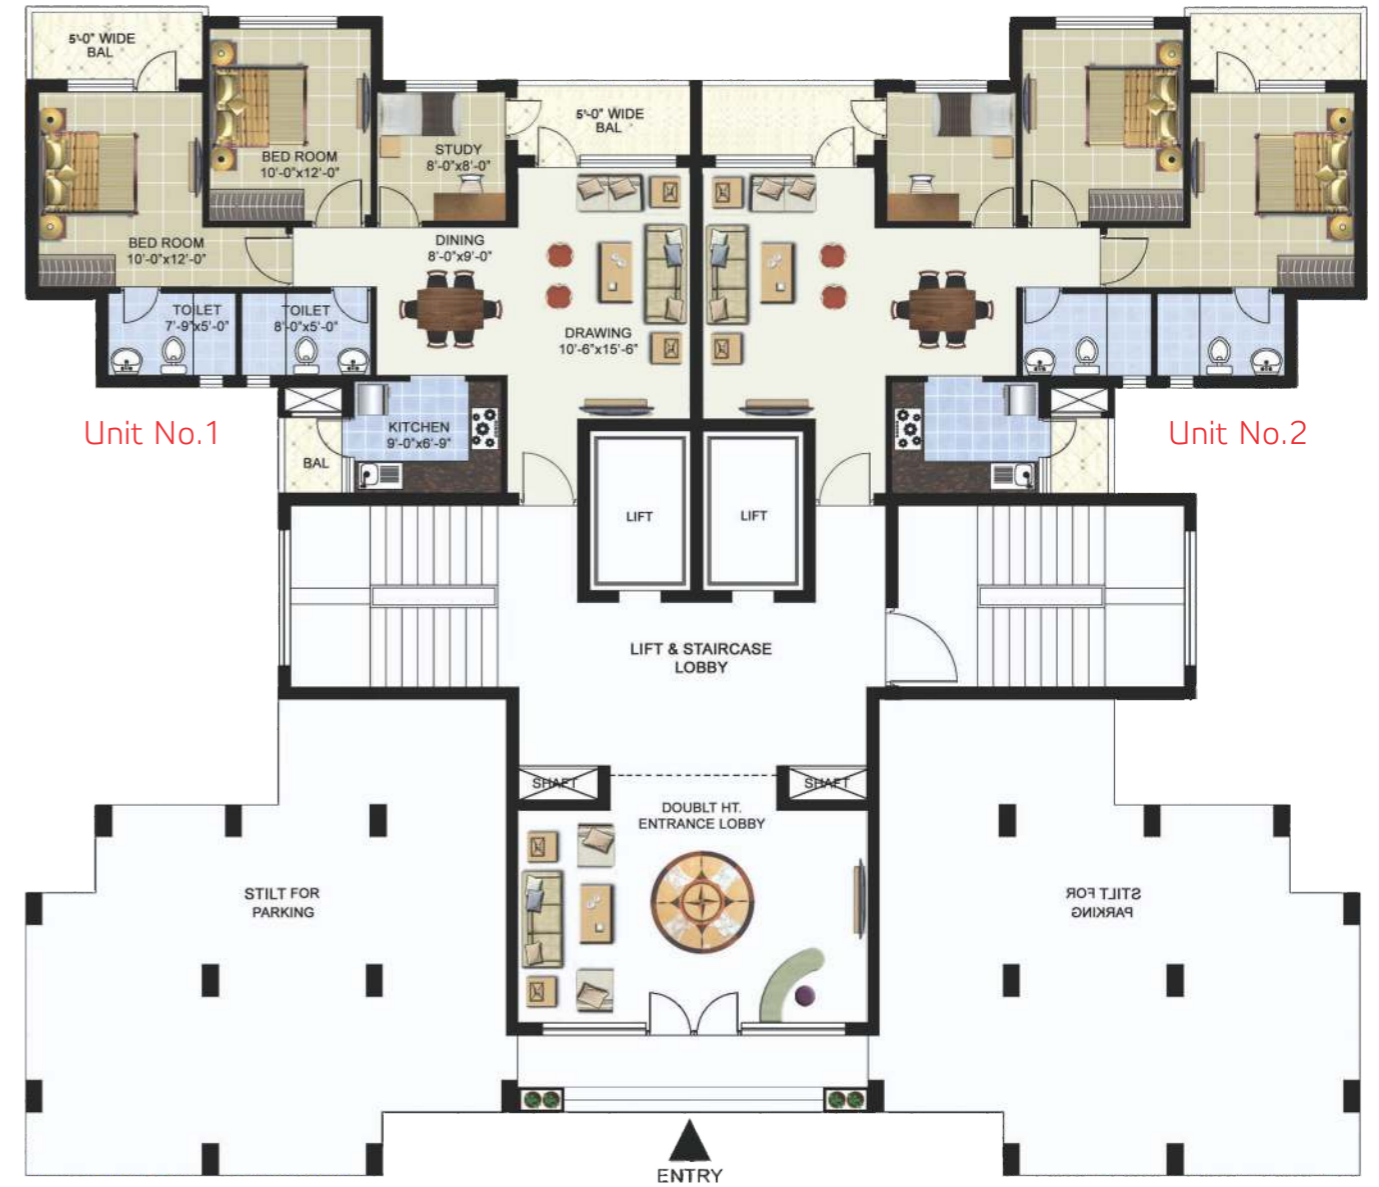 5'-0" WIDE
BAL
BED ROOM
10'-0"x12'-0"
STUDY
8'-0"x8'-0"
5'-0" WIDE
BAL
BED ROOM
10'-0"x12'-0"
DINING
8'-0"x9'-0"
TOILET
7'-9"x5'-0"
TOILET
8'-0"x5'-0"
DRAWING
10'-6"x15'-6"
Unit No.1
KITCHEN
9'-0"x6'-9"
BAL
Unit No.2
LIFT
LIFT
LIFT & STAIRCASE
LOBBY
SHAFT
SHAFT
DOUBLT HT.
ENTRANCE LOBBY
STILT FOR
PARKING
STILT FOR
PARKING
ENTRY